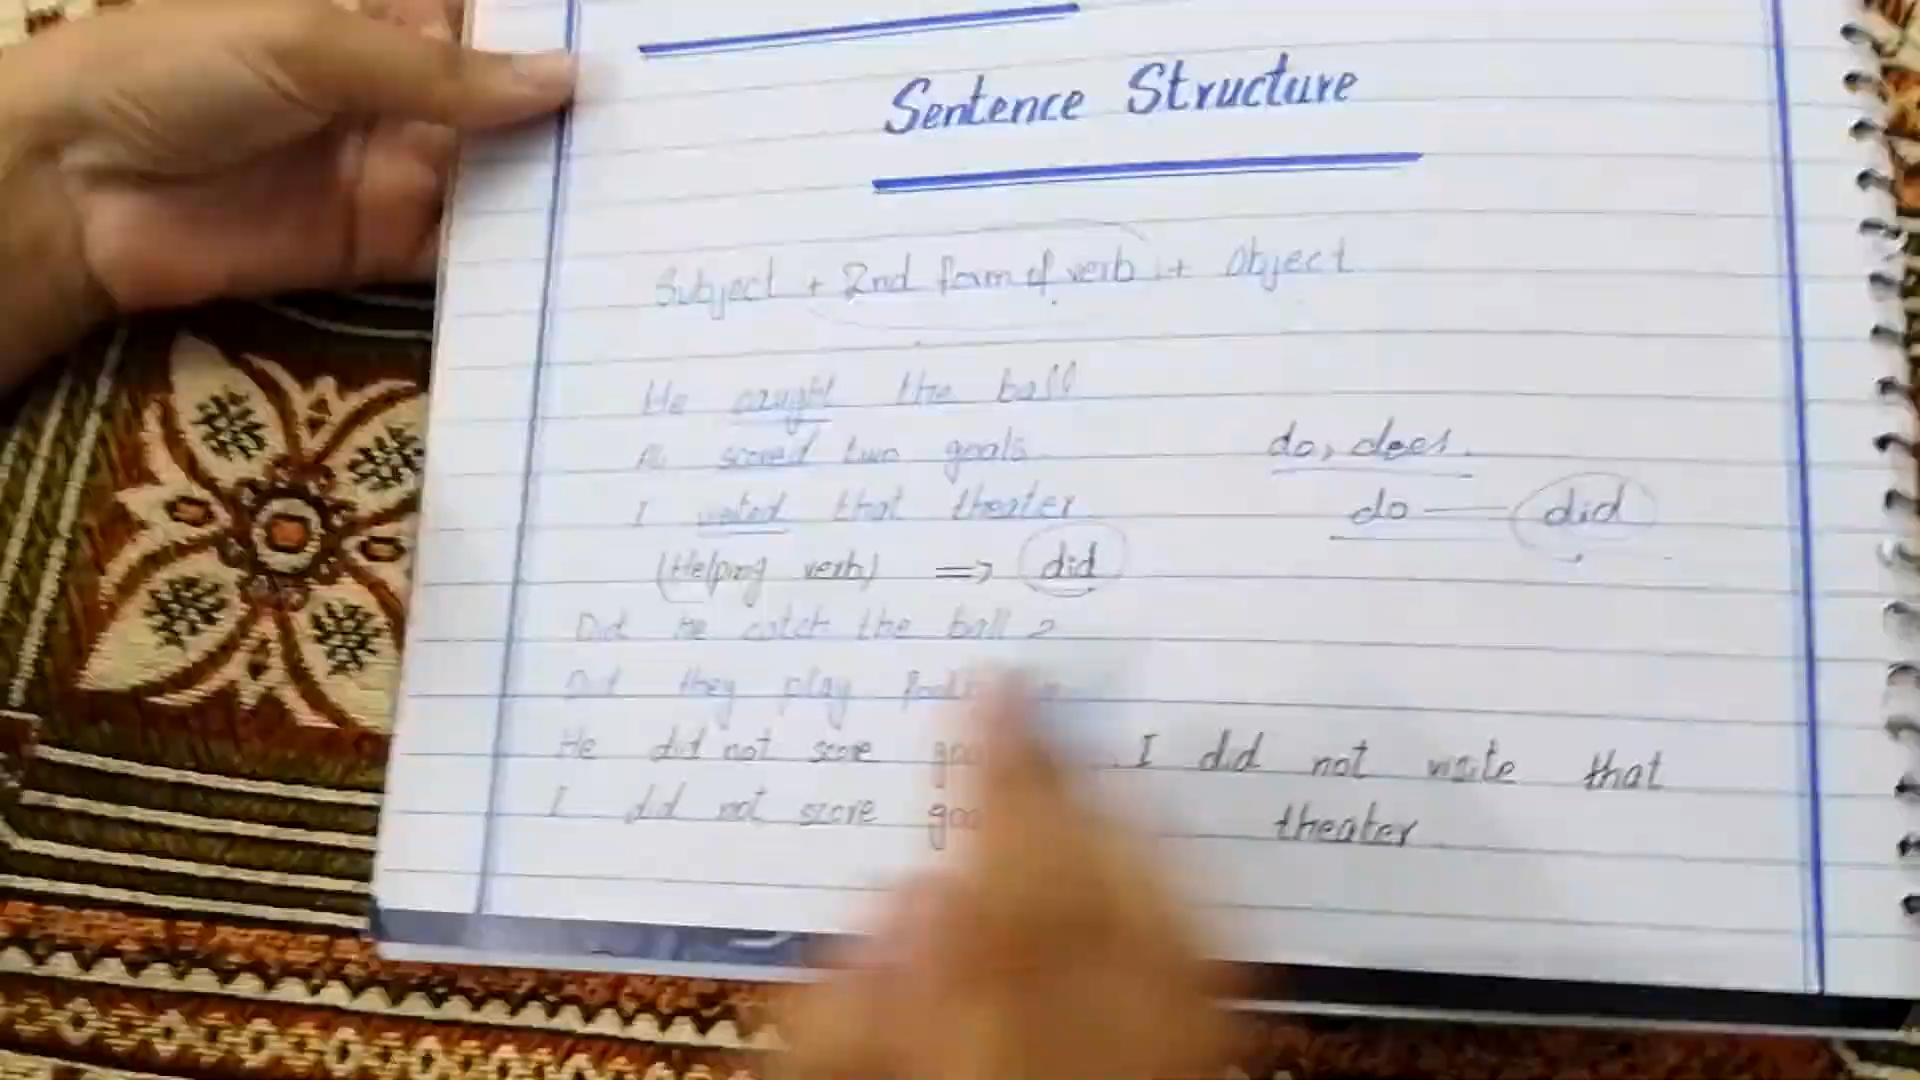 Sentence Structure
Subject + 2nd form of verb + Object
He caught the ball
scored two goals
do, does.
I that theater
do — did
(Helping verb) => did
Did He catch the ball ?
Did they play
He did not score
I did not write that
I did not score
theater